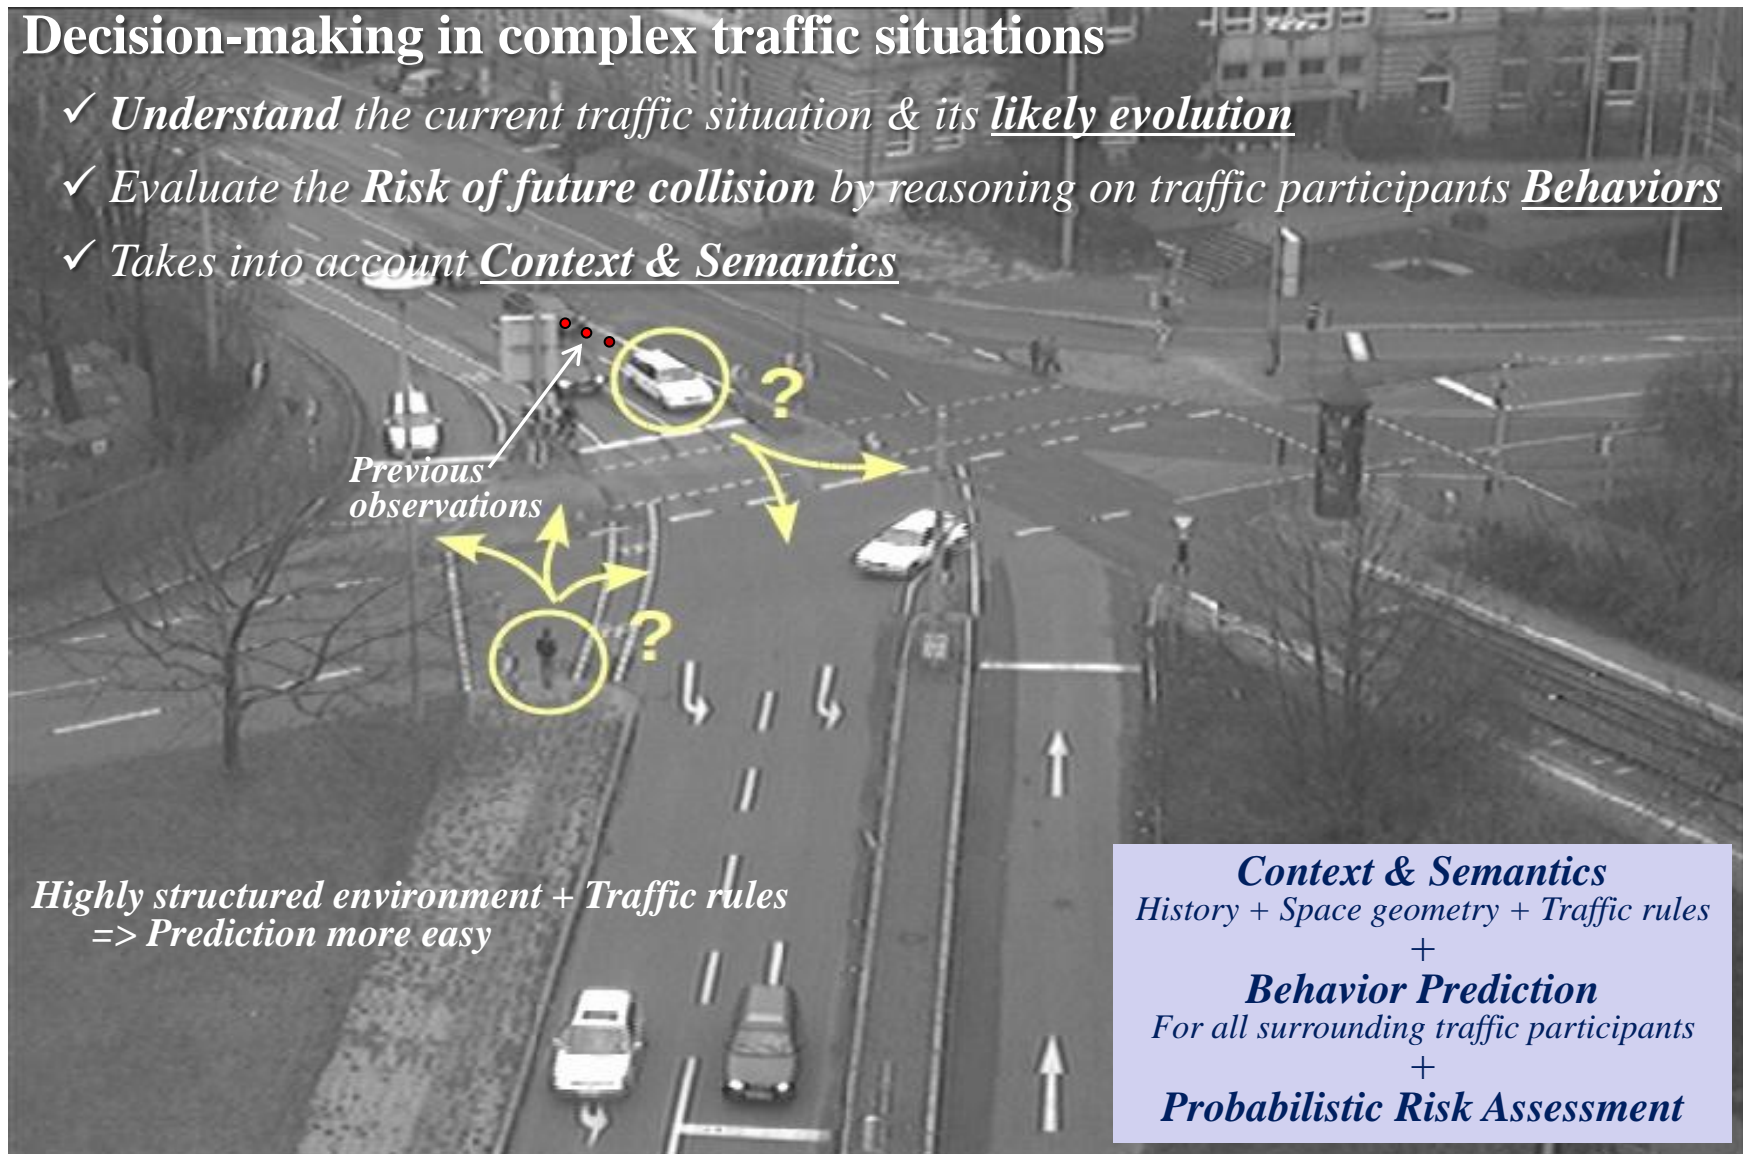 Decision-making in complex traffic situations
✓ Understand the current traffic situation & its likely evolution
✓ Evaluate the Risk of future collision by reasoning on traffic participants Behaviors
✓ Takes into account Context & Semantics
?
Previous
observations
?
Highly structured environment + Traffic rules
=> Prediction more easy
Context & Semantics
History + Space geometry + Traffic rules
+
Behavior Prediction
For all surrounding traffic participants
+
Probabilistic Risk Assessment